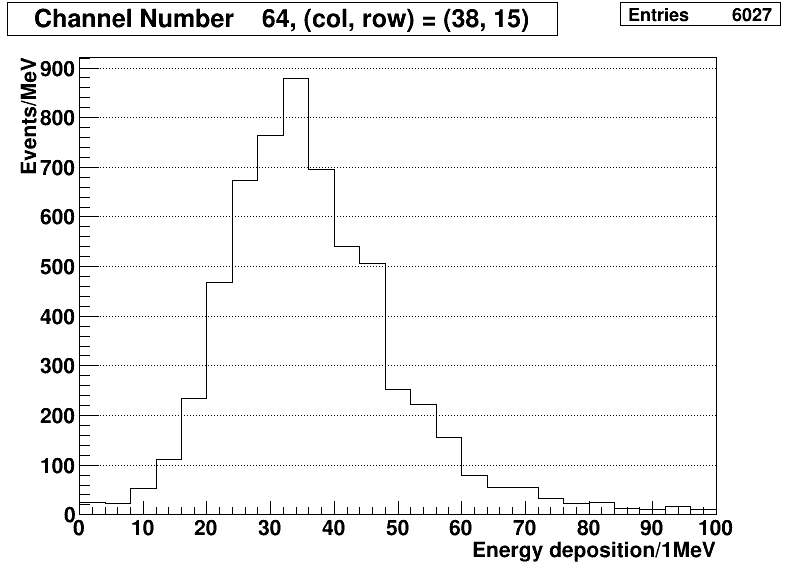 Channel Number 64, (col, row) = (38, 15)
Entries 6027
Events/MeV
900
800
700
600
500
400
300
200
100
0
0 10 20 30 40 50 60 70 80 90 100
Energy deposition/1MeV